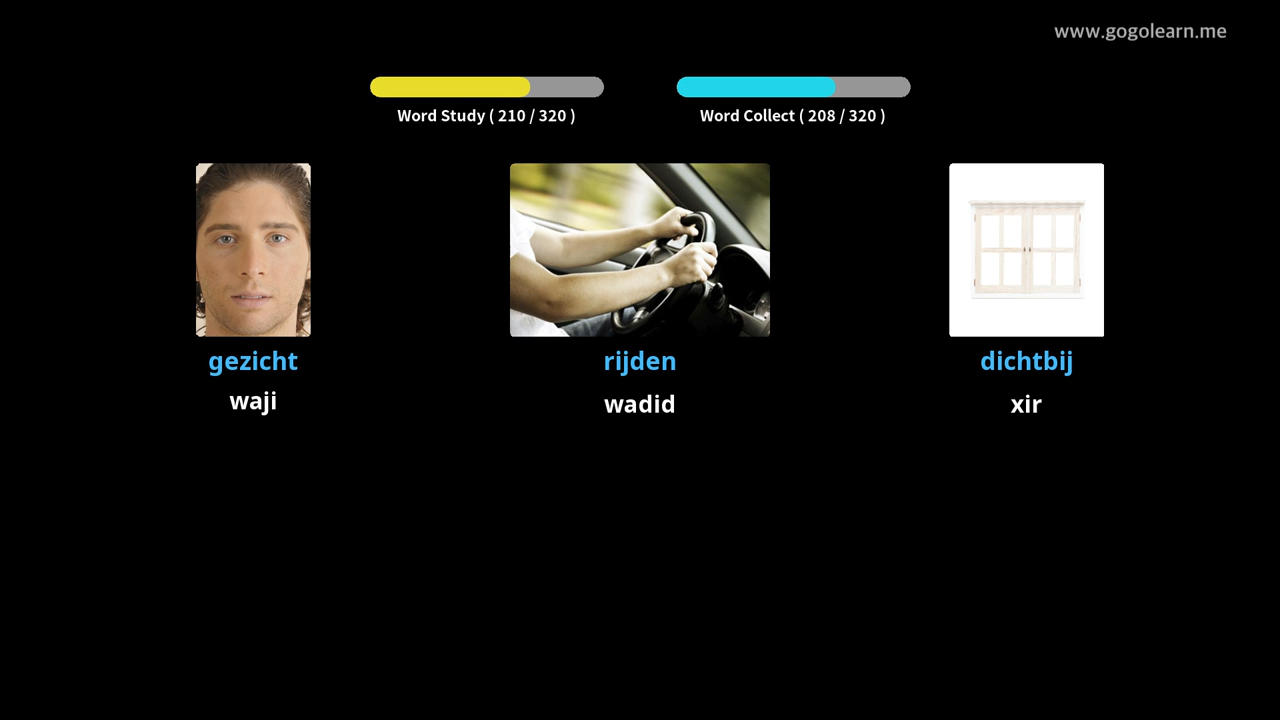 www.gogolearn.me
Word Study ( 210 / 320 )
Word Collect ( 208 / 320 )
gezicht
rijden
dichtbij
waji
wadid
xir